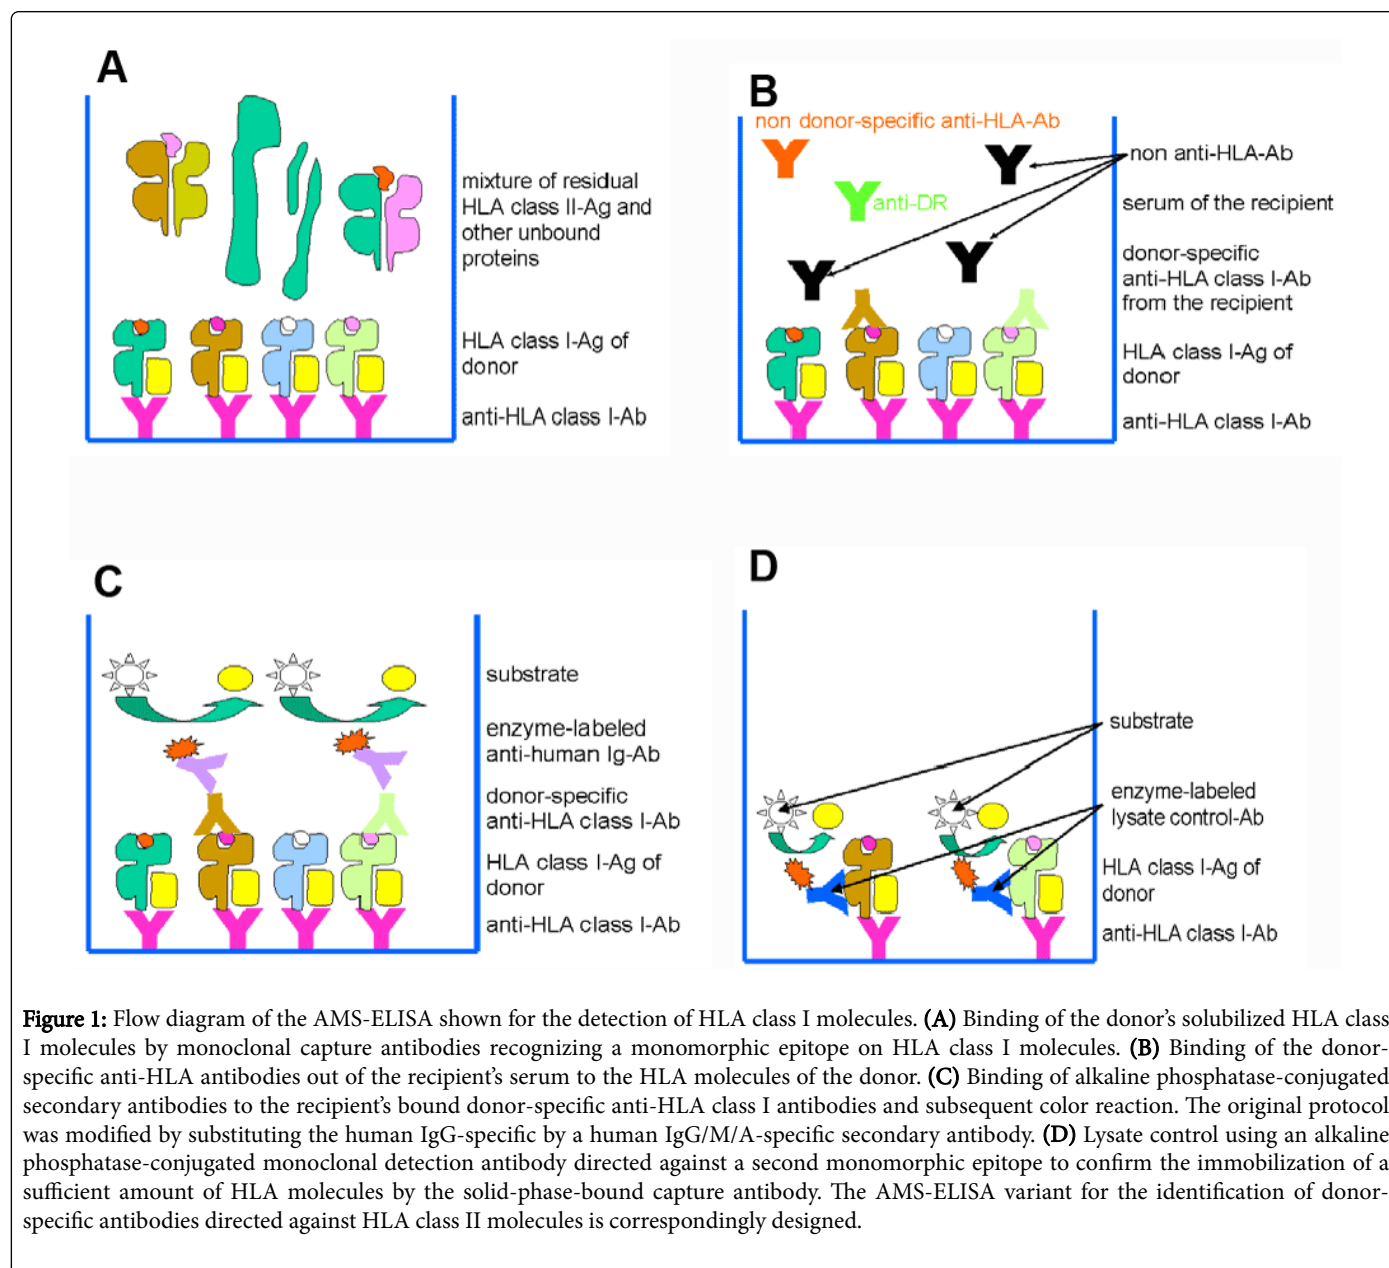 A
mixture of residual
HLA class II-Ag and
other unbound
proteins
HLA class I-Ag of
donor
anti-HLA class I-Ab
B
non donor-specific anti-HLA-Ab
non anti-HLA-Ab
anti-DR
serum of the recipient
donor-specific
anti-HLA class I-Ab
from the recipient
HLA class I-Ag of
donor
anti-HLA class I-Ab
C
substrate
enzyme-labeled
anti-human Ig-Ab
donor-specific
anti-HLA class I-Ab
HLA class I-Ag of
donor
anti-HLA class I-Ab
D
substrate
enzyme-labeled
lysate control-Ab
HLA class I-Ag of
donor
anti-HLA class I-Ab
Figure 1: Flow diagram of the AMS-ELISA shown for the detection of HLA class I molecules. (A) Binding of the donor's solubilized HLA class
I molecules by monoclonal capture antibodies recognizing a monomorphic epitope on HLA class I molecules. (B) Binding of the donor-
specific anti-HLA antibodies out of the recipient's serum to the HLA molecules of the donor. (C) Binding of alkaline phosphatase-conjugated
secondary antibodies to the recipient's bound donor-specific anti-HLA class I antibodies and subsequent color reaction. The original protocol
was modified by substituting the human IgG-specific by a human IgG/M/A-specific secondary antibody. (D) Lysate control using an alkaline
phosphatase-conjugated monoclonal detection antibody directed against a second monomorphic epitope to confirm the immobilization of a
sufficient amount of HLA molecules by the solid-phase-bound capture antibody. The AMS-ELISA variant for the identification of donor-
specific antibodies directed against HLA class II molecules is correspondingly designed.